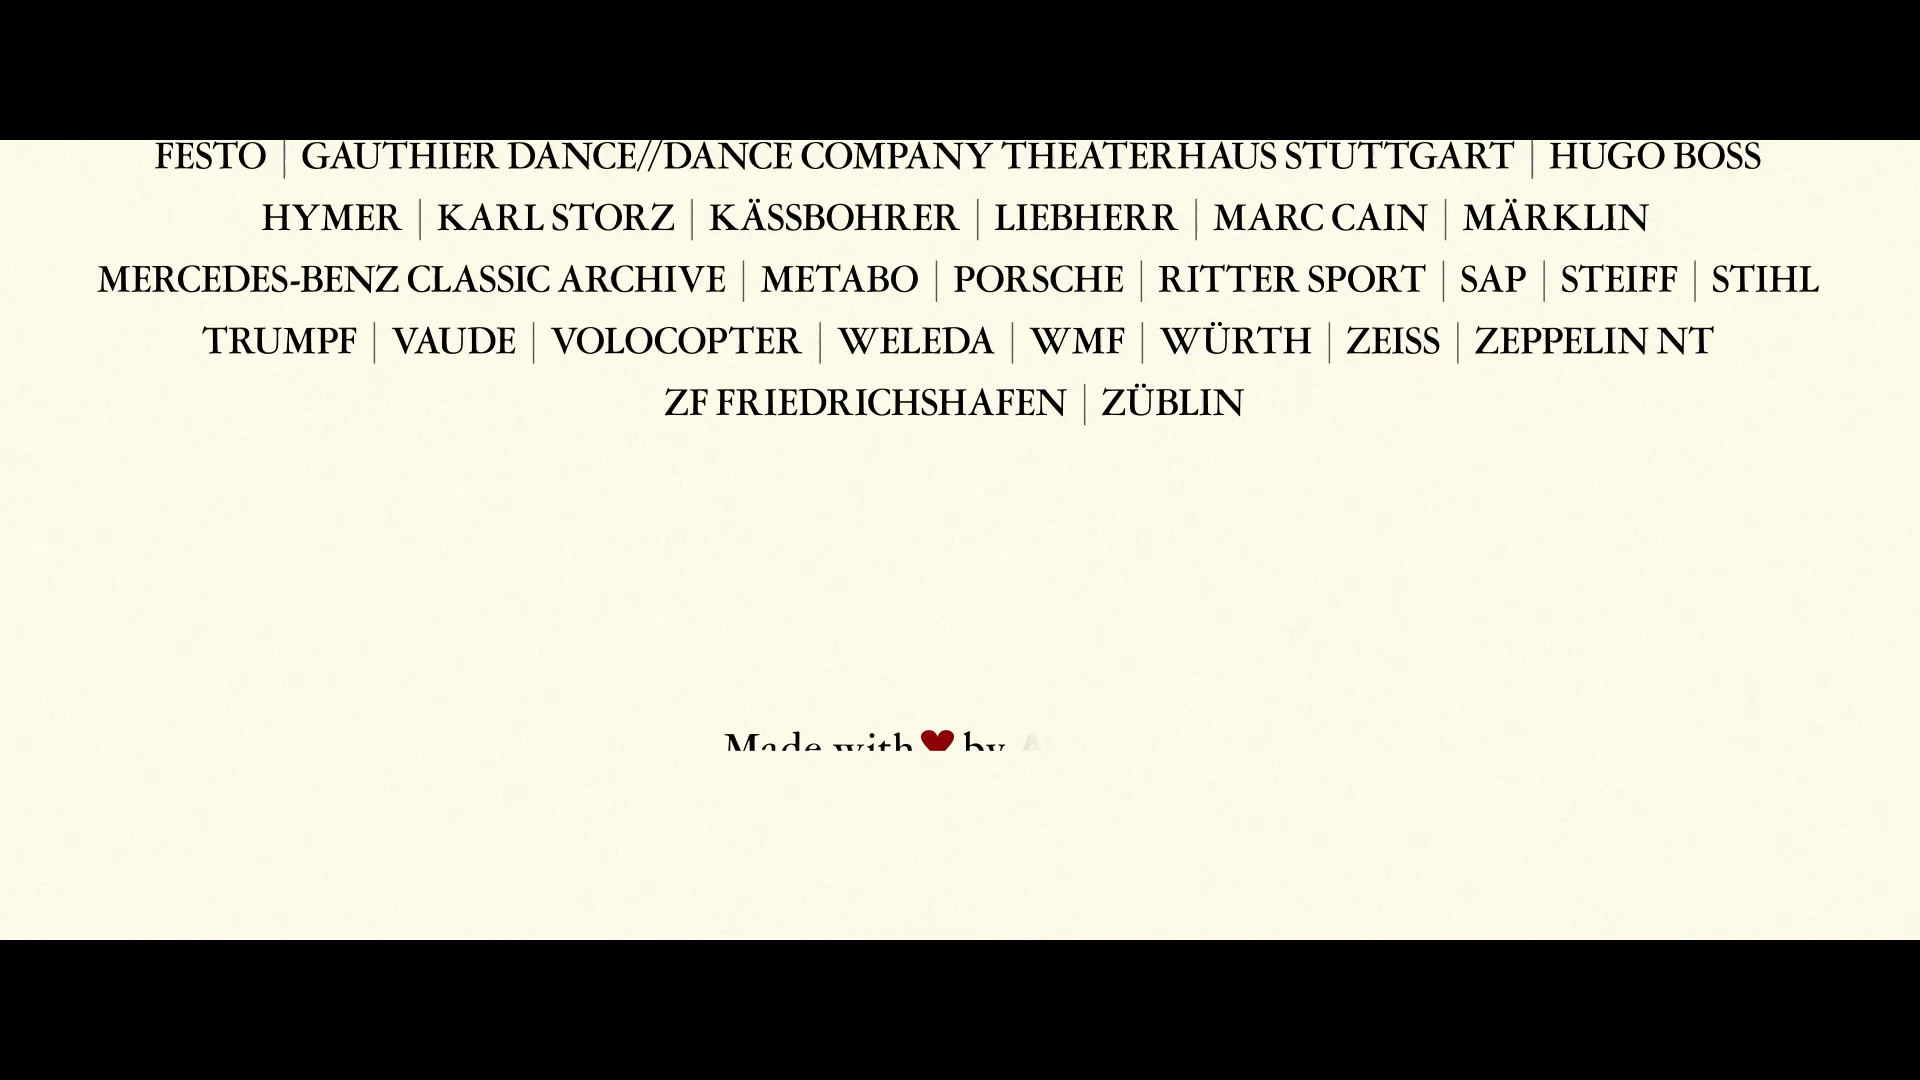 FESTO | GAUTHIER DANCE//DANCE COMPANY THEATERHAUS STUTTGART | HUGO BOSS
HYMER | KARL STORZ | KÄSSBOHRER | LIEBHERR | MARC CAIN | MÄRKLIN
MERCEDES-BENZ CLASSIC ARCHIVE | METABO | PORSCHE | RITTER SPORT | SAP | STEIFF | STIHL
TRUMPF | VAUDE | VOLOCOPTER | WELEDA | WMF | WÜRTH | ZEISS | ZEPPELIN NT
ZF FRIEDRICHSHAFEN | ZÜBLIN
Made with ❤ by